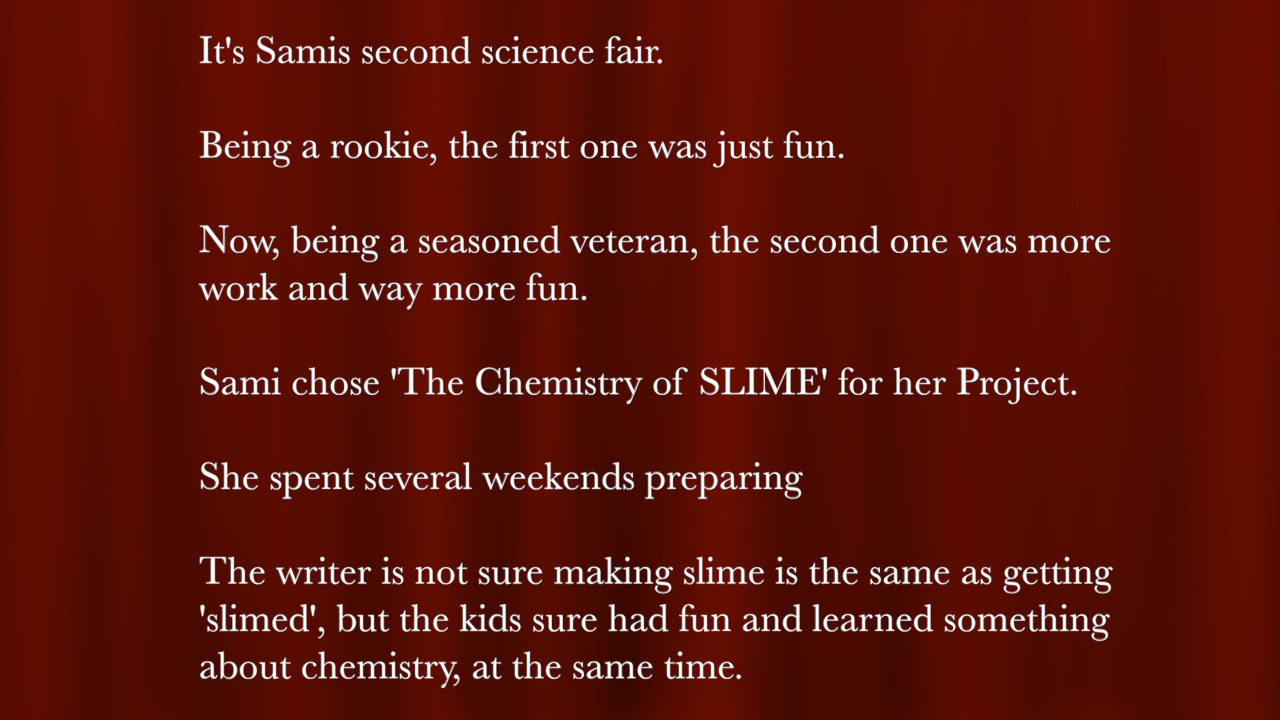 It's Samis second science fair.
Being a rookie, the first one was just fun.
Now, being a seasoned veteran, the second one was more
work and way more fun.
Sami chose 'The Chemistry of SLIME' for her Project.
She spent several weekends preparing
The writer is not sure making slime is the same as getting
'slimed', but the kids sure had fun and learned something
about chemistry, at the same time.